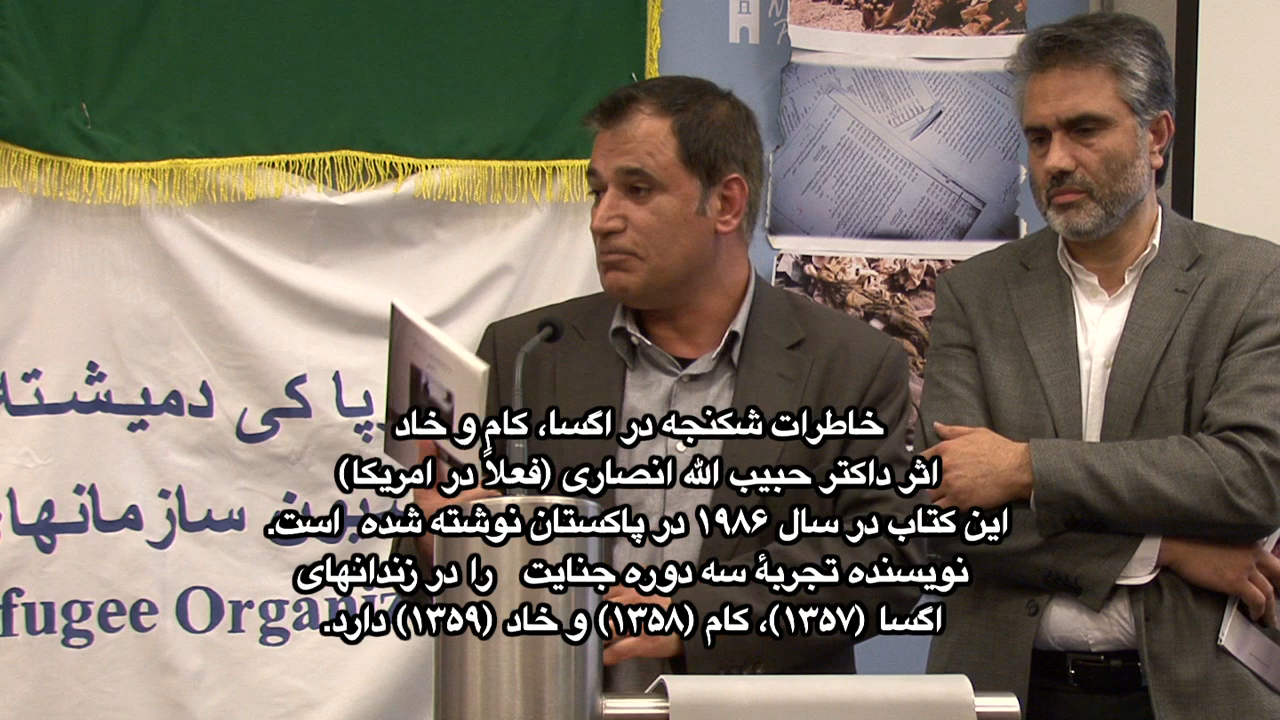 پا کی دمیشته
سازمانهای
fugee Organiz
خاطرات شکنجه در اگسا، کام و خاد
اثر داکتر حبیب الله انصاری (فعلاً در امریکا)
این کتاب در سال ۱۹۸۶ در پاکستان نوشته شده است.
نویسنده تجربهٔ سه دوره جنایت را در زندانهای
اگسا (۱۳۵۷)، کام (۱۳۵۸) و خاد (۱۳۵۹) دارد.